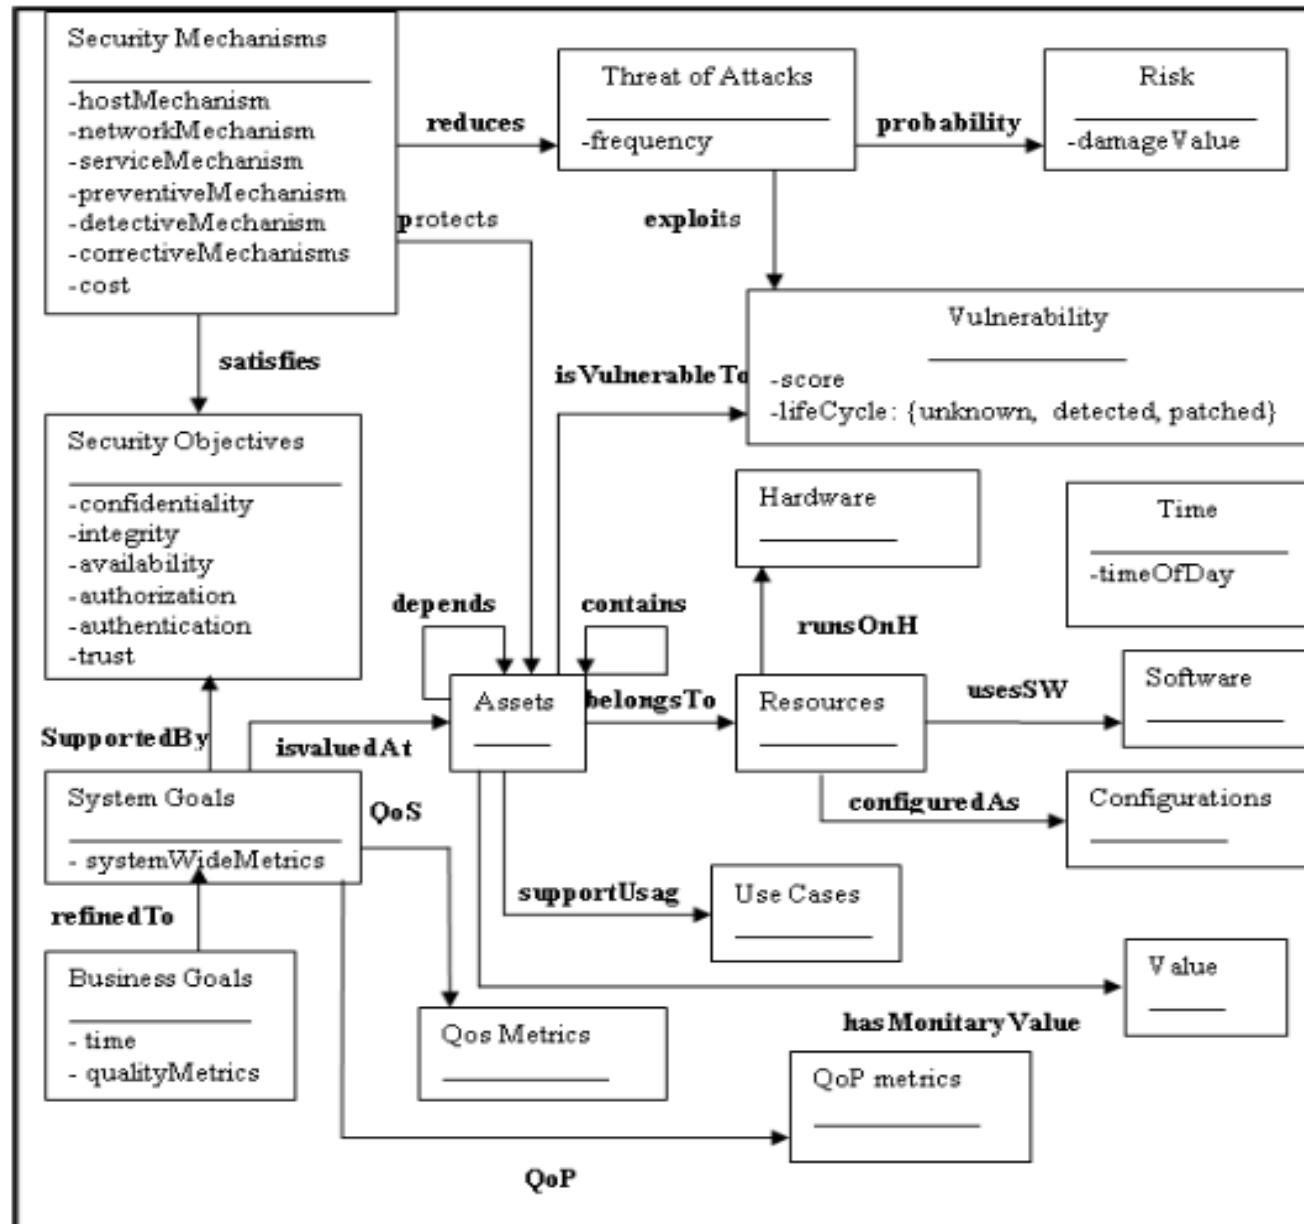 Security Mechanisms
-hostMechanism
-networkMechanism
-serviceMechanism
-preventiveMechanism
-detectiveMechanism
-correctiveMechanisms
-cost
reduces
Threat of Attacks
-frequency
probability
Risk
-damageValue
protects
exploits
satisfies
Vulnerability
-score
-lifeCycle: {unknown, detected, patched}
isVulnerableTo
Security Objectives
-confidentiality
-integrity
-availability
-authorization
-authentication
-trust
Hardware
Time
-timeOfDay
depends
contains
runsOnH
Assets
belongsTo
Resources
usesSW
Software
SupportedBy
isvaluedAt
System Goals
- systemWideMetrics
QoS
configuredAs
Configurations
supportUsag
Use Cases
refinedTo
Business Goals
- time
- qualityMetrics
Value
hasMonitaryValue
Qos Metrics
QoP metrics
QoP